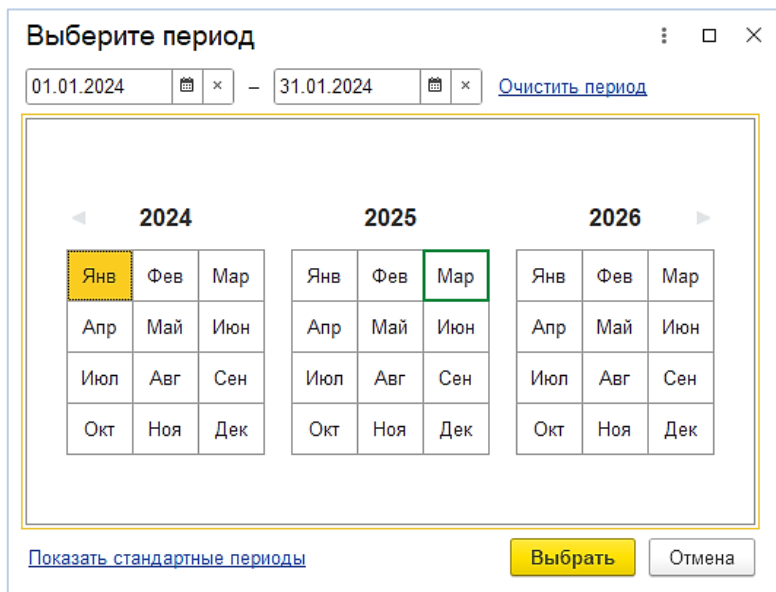 Выберите период
01.01.2024 – 31.01.2024 Очистить период
2024 2025 2026
Янв Фев Мар Янв Фев Мар Янв Фев Мар
Апр Май Июн Апр Май Июн Апр Май Июн
Июл Авг Сен Июл Авг Сен Июл Авг Сен
Окт Ноя Дек Окт Ноя Дек Окт Ноя Дек
Показать стандартные периоды Выбрать Отмена